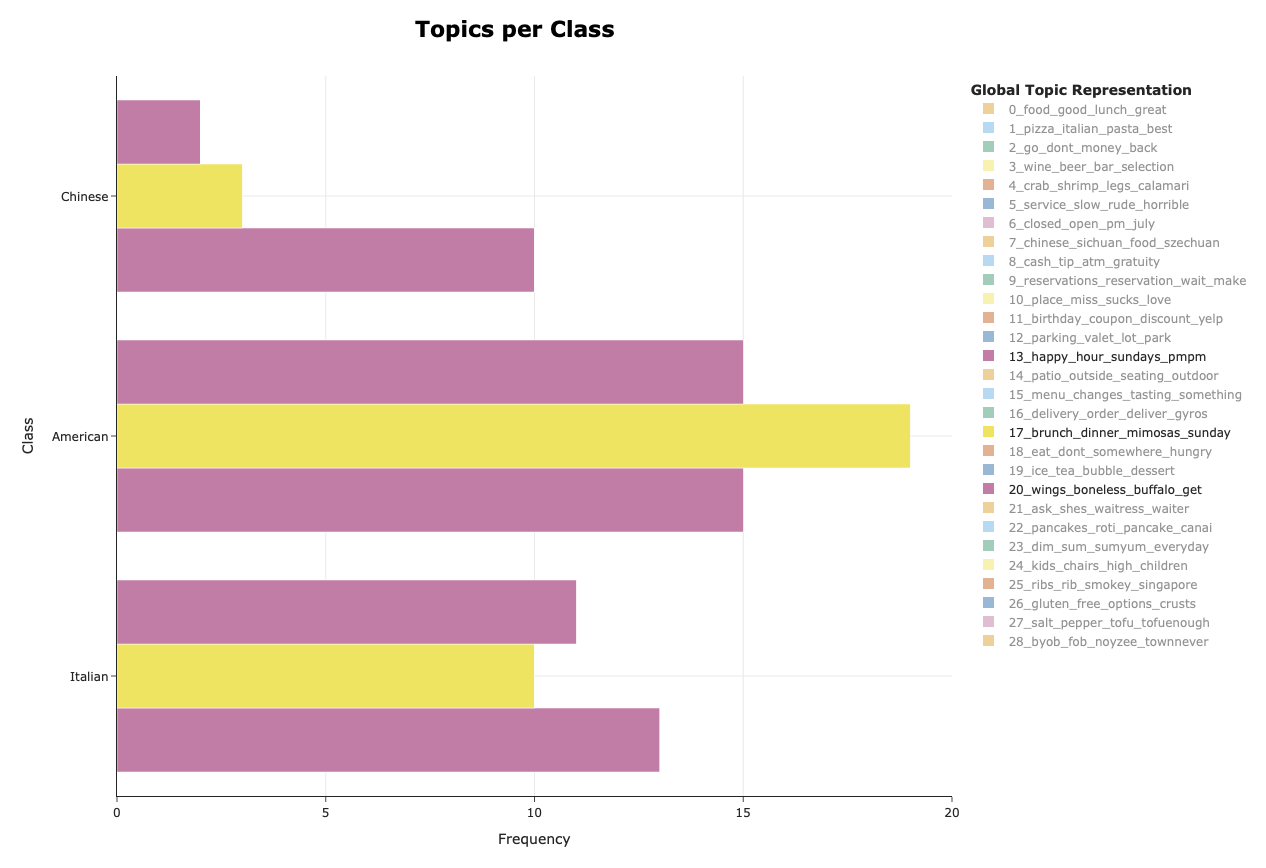 Topics per Class
Global Topic Representation
0_food_good_lunch_great
1_pizza_italian_pasta_best
2_go_dont_money_back
3_wine_beer_bar_selection
4_crab_shrimp_legs_calamari
5_service_slow_rude_horrible
6_closed_open_pm_july
7_chinese_sichuan_food_szechuan
8_cash_tip_atm_gratuity
9_reservations_reservation_wait_make
10_place_miss_sucks_love
11_birthday_coupon_discount_yelp
12_parking_valet_lot_park
13_happy_hour_sundays_pmpm
14_patio_outside_seating_outdoor
15_menu_changes_tasting_something
16_delivery_order_deliver_gyros
17_brunch_dinner_mimosas_sunday
18_eat_dont_somewhere_hungry
19_ice_tea_bubble_dessert
20_wings_boneless_buffalo_get
21_ask_shes_waitress_waiter
22_pancakes_roti_pancake_canai
23_dim_sum_sumyum_everyday
24_kids_chairs_high_children
25_ribs_rib_smokey_singapore
26_gluten_free_options_crusts
27_salt_pepper_tofu_tofuenough
28_byob_fob_noyzee_townnever
Class
Chinese
American
Italian
0 5 10 15 20
Frequency